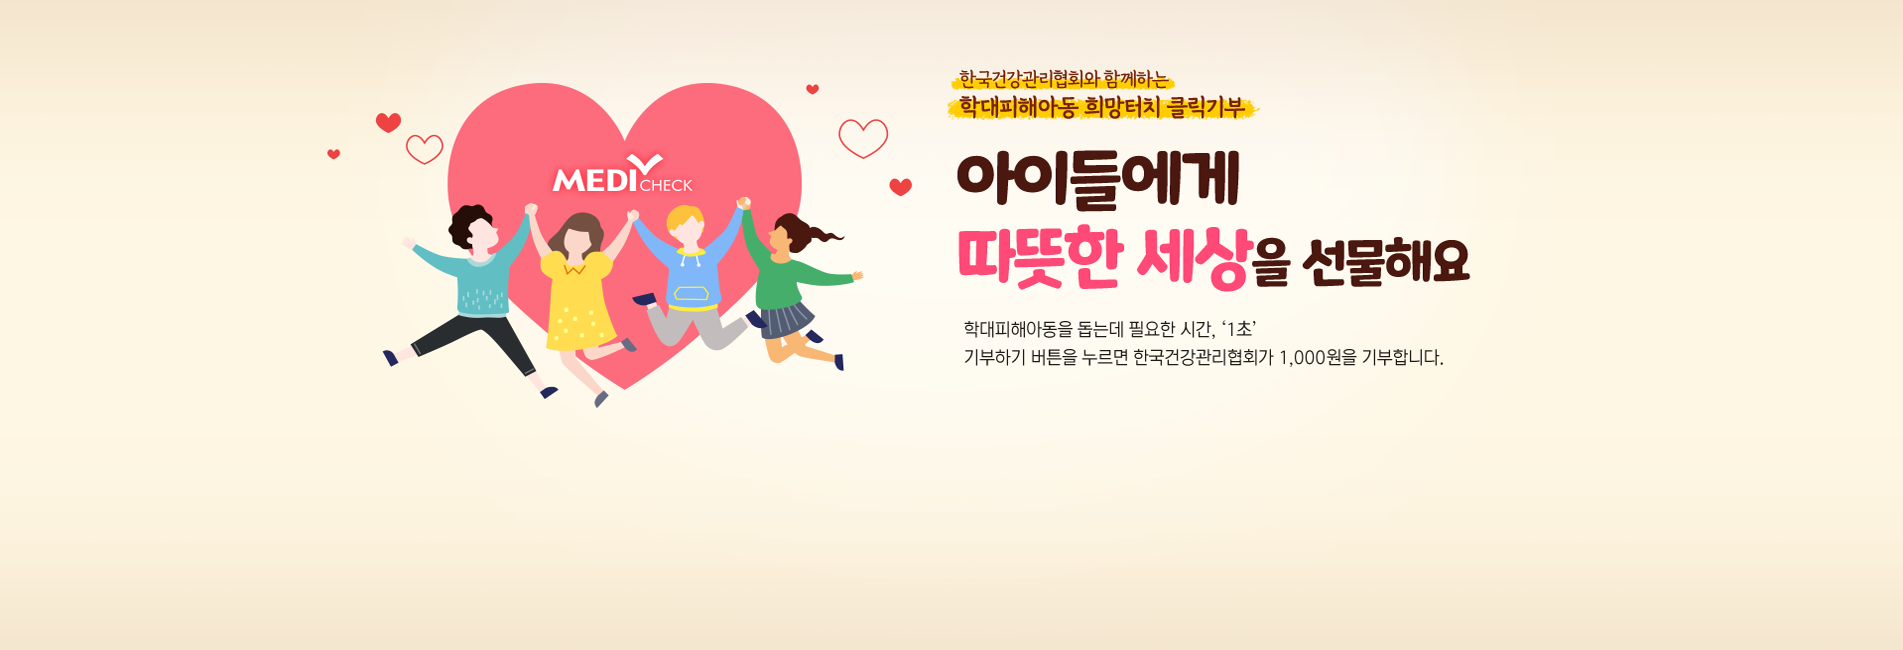 MEDI CHECK
한국건강관리협회와 함께하는
학대피해아동 희망터치 클릭기부
아이들에게
따뜻한 세상을 선물해요
학대피해아동을 돕는데 필요한 시간, ‘1초’
기부하기 버튼을 누르면 한국건강관리협회가 1,000원을 기부합니다.